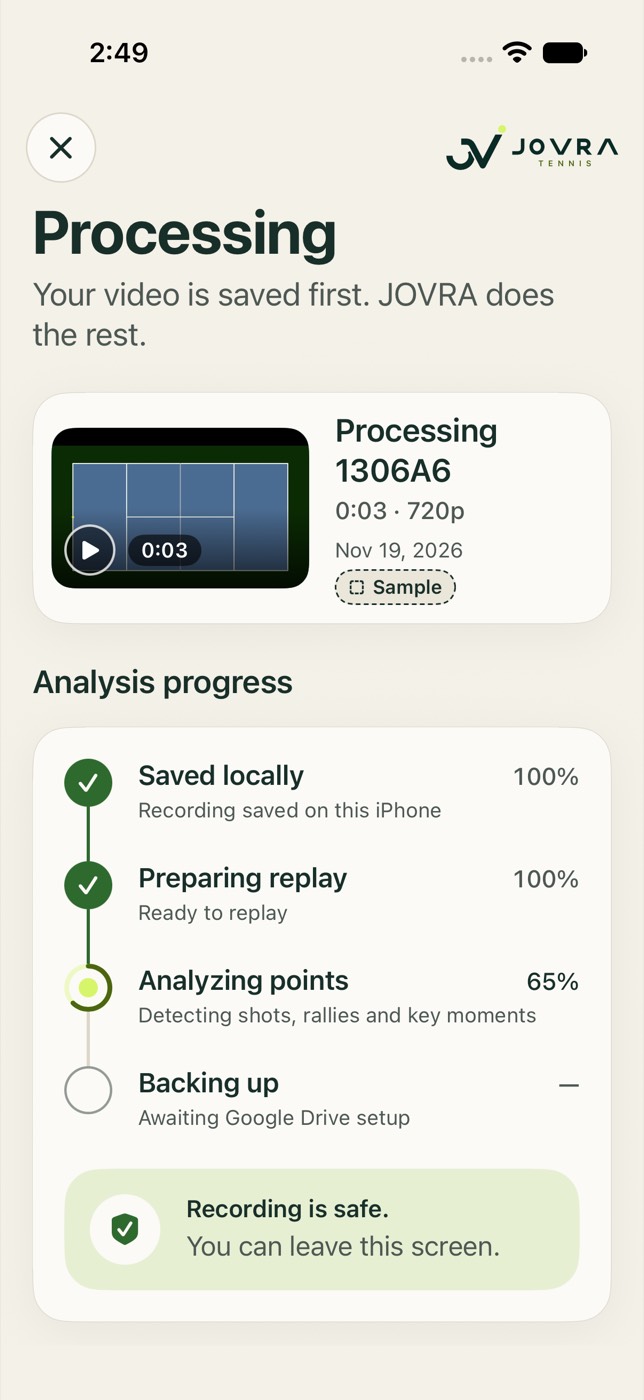 2:49
JOVRA
TENNIS
Processing
Your video is saved first. JOVRA does
the rest.
Processing
1306A6
0:03 · 720p
Nov 19, 2026
Sample
0:03
Analysis progress
Saved locally
100%
Recording saved on this iPhone
Preparing replay
100%
Ready to replay
Analyzing points
65%
Detecting shots, rallies and key moments
Backing up
—
Awaiting Google Drive setup
Recording is safe.
You can leave this screen.